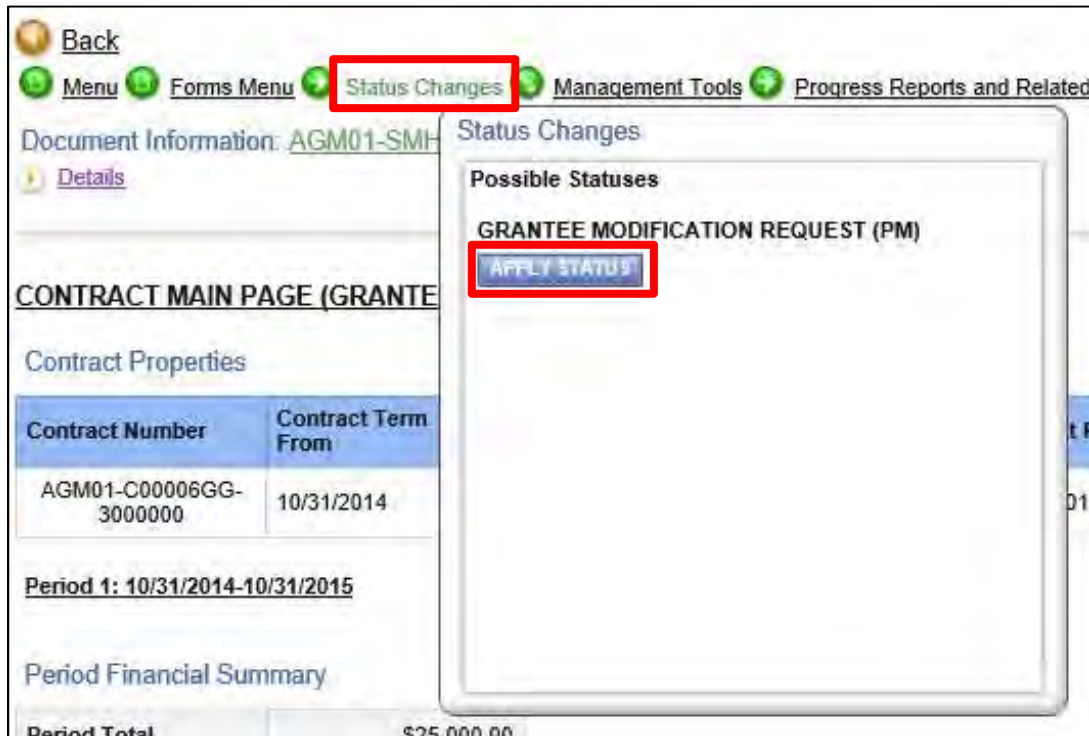 Back
Menu Forms Menu Status Changes Management Tools Progress Reports and Related
Document Information: AGM01-SMH
Details
Status Changes
Possible Statuses
GRANTEE MODIFICATION REQUEST (PM)
APPLY STATUS
CONTRACT MAIN PAGE (GRANTE
Contract Properties
Contract Number Contract Term From
AGM01-C00006GG-3000000 10/31/2014
Period 1: 10/31/2014-10/31/2015
Period Financial Summary
Period Total $25,000.00